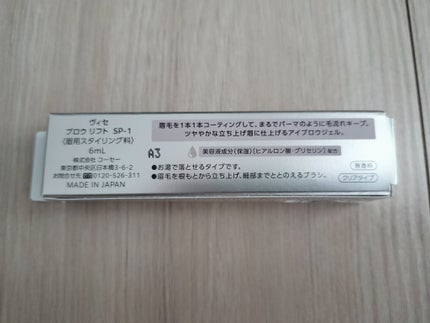 ヴィセ
ブロウ リフト SP-1
〈眉用スタイリング料〉
6mL
株式会社 コーセー
東京都中央区日本橋3-6-2
お問合せ先 0120-526-311
MADE IN JAPAN
A3
眉毛を1本1本コーティングして、まるでパーマのように毛流れキープ。
ツヤやかな立ち上げ眉に仕上げるアイブロウジェル。
美容液成分(保湿)[ヒアルロン酸・グリセリン]配合
●お湯で落とせるタイプです。
●眉毛を根もとから立ち上げ、細部までととのえるブラシ。
無香料
クリアタイプ